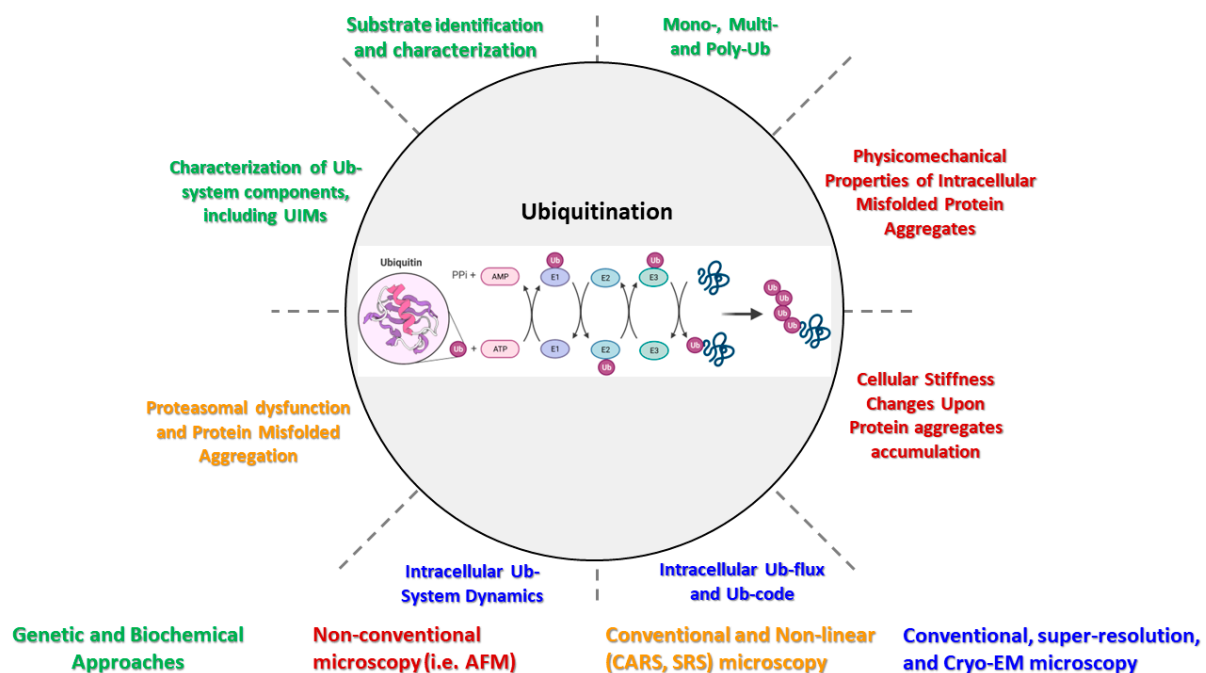 Substrate identification
and characterization
Mono-, Multi-
and Poly-Ub
Characterization of Ub-
system components,
including UIMs
Physicomechanical
Properties of Intracellular
Misfolded Protein
Aggregates
Ubiquitination
Ubiquitin
PPi + AMP
Ub
E1
E2
Ub
E3
Ub + ATP
E1
E2
Ub
E3
Ub
Ub
Ub
Ub
Ub
Proteasomal dysfunction
and Protein Misfolded
Aggregation
Cellular Stiffness
Changes Upon
Protein aggregates
accumulation
Intracellular Ub-
System Dynamics
Intracellular Ub-flux
and Ub-code
Genetic and Biochemical
Approaches
Non-conventional
microscopy (i.e. AFM)
Conventional and Non-linear
(CARS, SRS) microscopy
Conventional, super-resolution,
and Cryo-EM microscopy